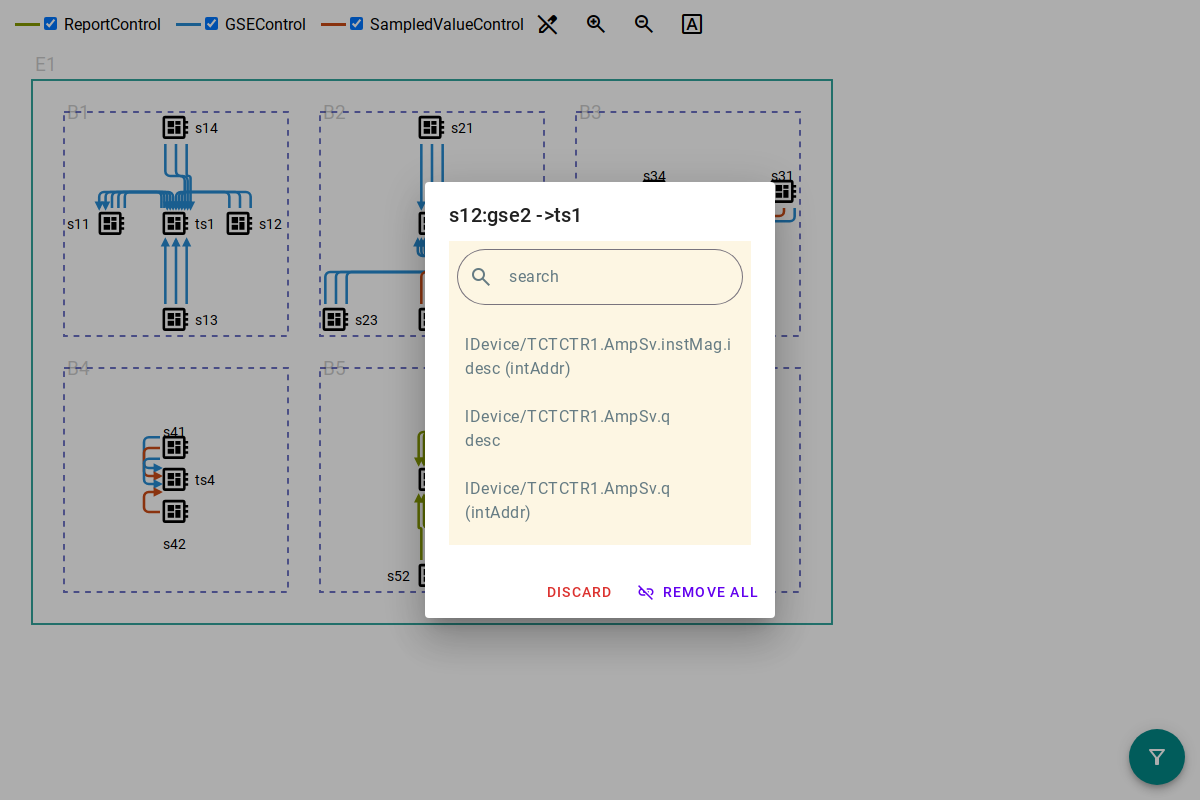 ReportControl GSEControl SampledValueControl A
E1
B1 B2 B3
s14 s21
s34 s31
s11 ts1 s12
s13 s23
B4 B5
s41
ts4
s42
s52
s12:gse2 ->ts1
search
IDevice/TCTCTR1.AmpSv.instMag.i
desc (intAddr)
IDevice/TCTCTR1.AmpSv.q
desc
IDevice/TCTCTR1.AmpSv.q
(intAddr)
DISCARD REMOVE ALL